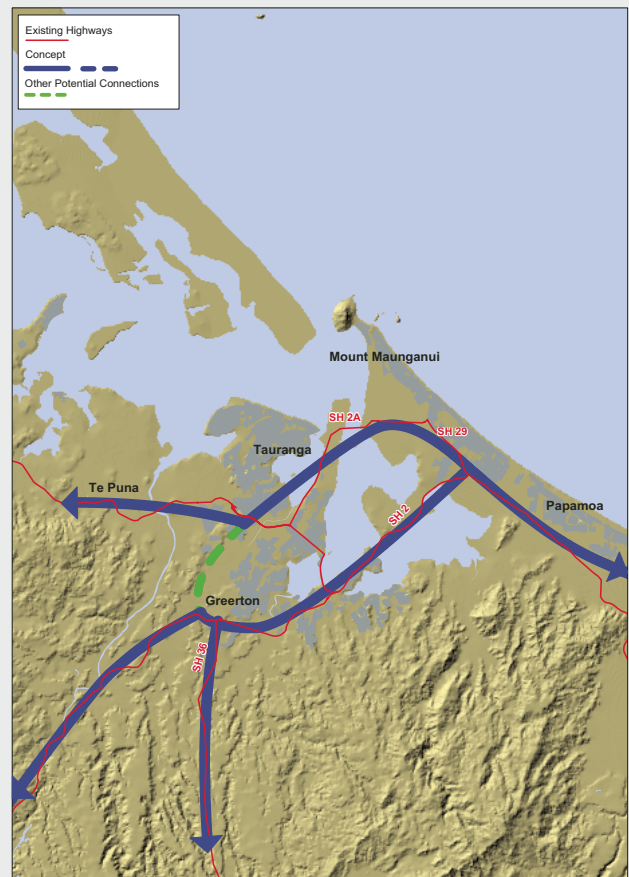 Existing Highways
Concept
Other Potential Connections
Mount Maunganui
SH 2A
SH 29
Tauranga
Te Puna
Papamoa
SH 2
Greerton
SH 36